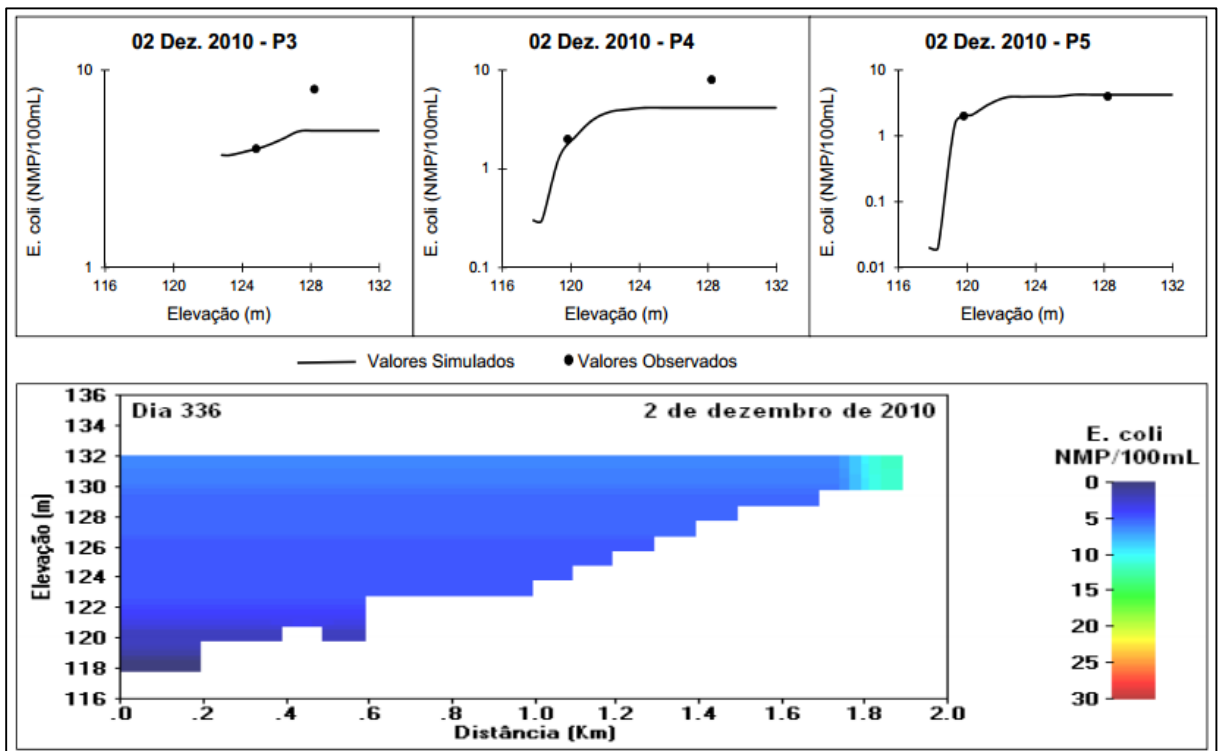 02 Dez. 2010 - P3
10
1
E. coli (NMP/100mL)
116 120 124 128 132
Elevação (m)
02 Dez. 2010 - P4
10
1
0.1
E. coli (NMP/100mL)
116 120 124 128 132
Elevação (m)
02 Dez. 2010 - P5
10
1
0.1
0.01
E. coli (NMP/100mL)
116 120 124 128 132
Elevação (m)
Valores Simulados
Valores Observados
Dia 336
2 de dezembro de 2010
136
134
132
130
128
126
124
122
120
118
116
Elevação (m)
.0 .2 .4 .6 .8 1.0 1.2 1.4 1.6 1.8 2.0
Distância (Km)
E. coli
NMP/100mL
0
5
10
15
20
25
30